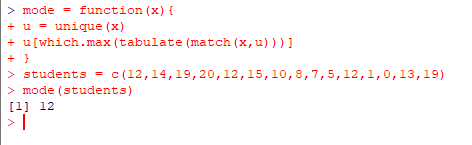 > mode = function(x){
+ u = unique(x)
+ u[which.max(tabulate(match(x,u)))]
+ }
> students = c(12,14,19,20,12,15,10,8,7,5,12,1,0,13,19)
> mode(students)
[1] 12
>